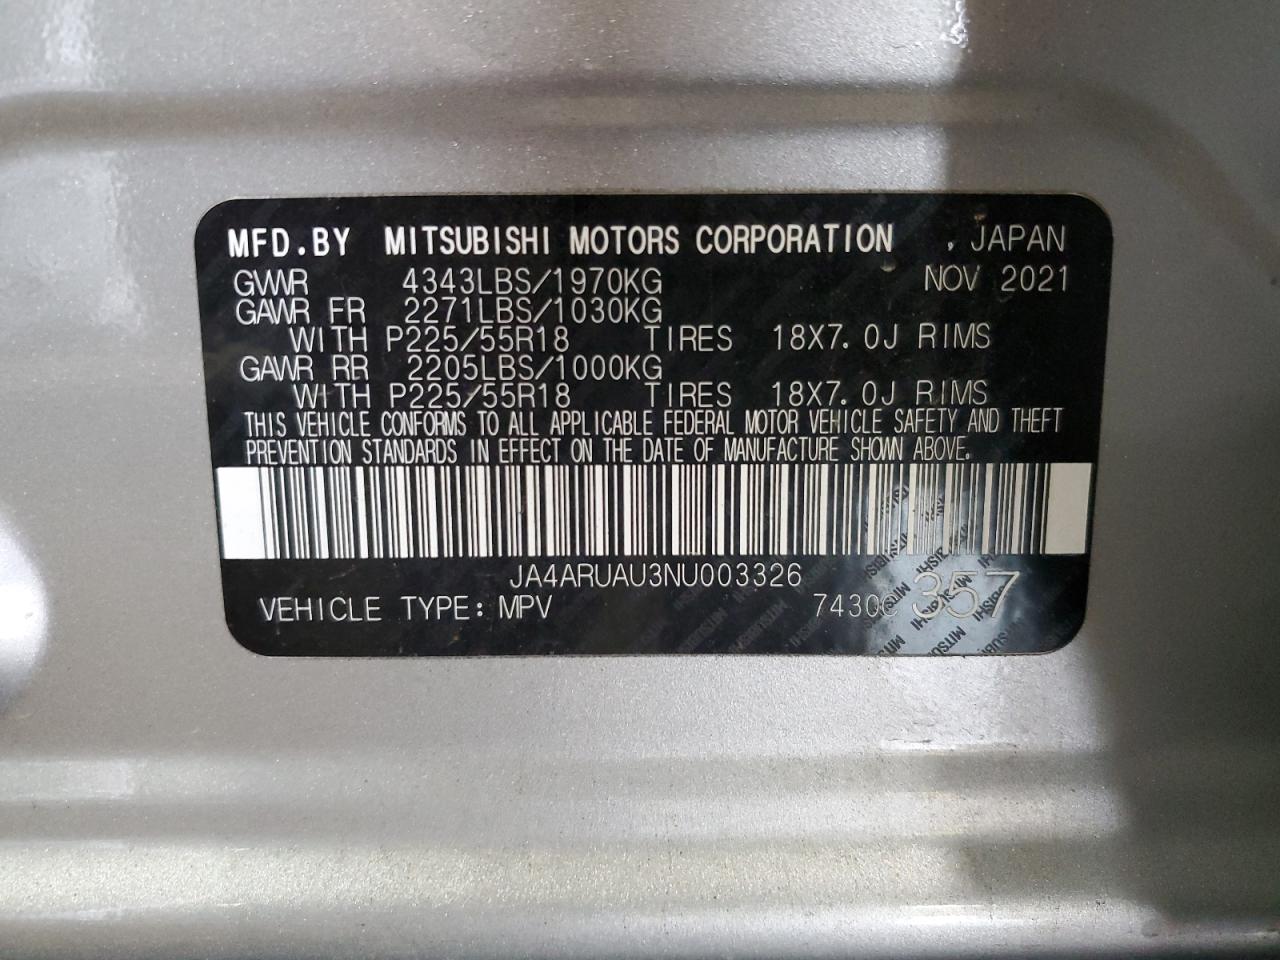 MFD.BY MITSUBISHI MOTORS CORPORATION , JAPAN
GVWR 4343LBS/1970KG NOV 2021
GAWR FR 2271LBS/1030KG
WITH P225/55R18 TIRES 18X7.0J RIMS
GAWR RR 2205LBS/1000KG
WITH P225/55R18 TIRES 18X7.0J RIMS
THIS VEHICLE CONFORMS TO ALL APPLICABLE FEDERAL MOTOR VEHICLE SAFETY AND THEFT
PREVENTION STANDARDS IN EFFECT ON THE DATE OF MANUFACTURE SHOWN ABOVE.
JA4ARUAU3NU003326
VEHICLE TYPE: MPV 7430C 357